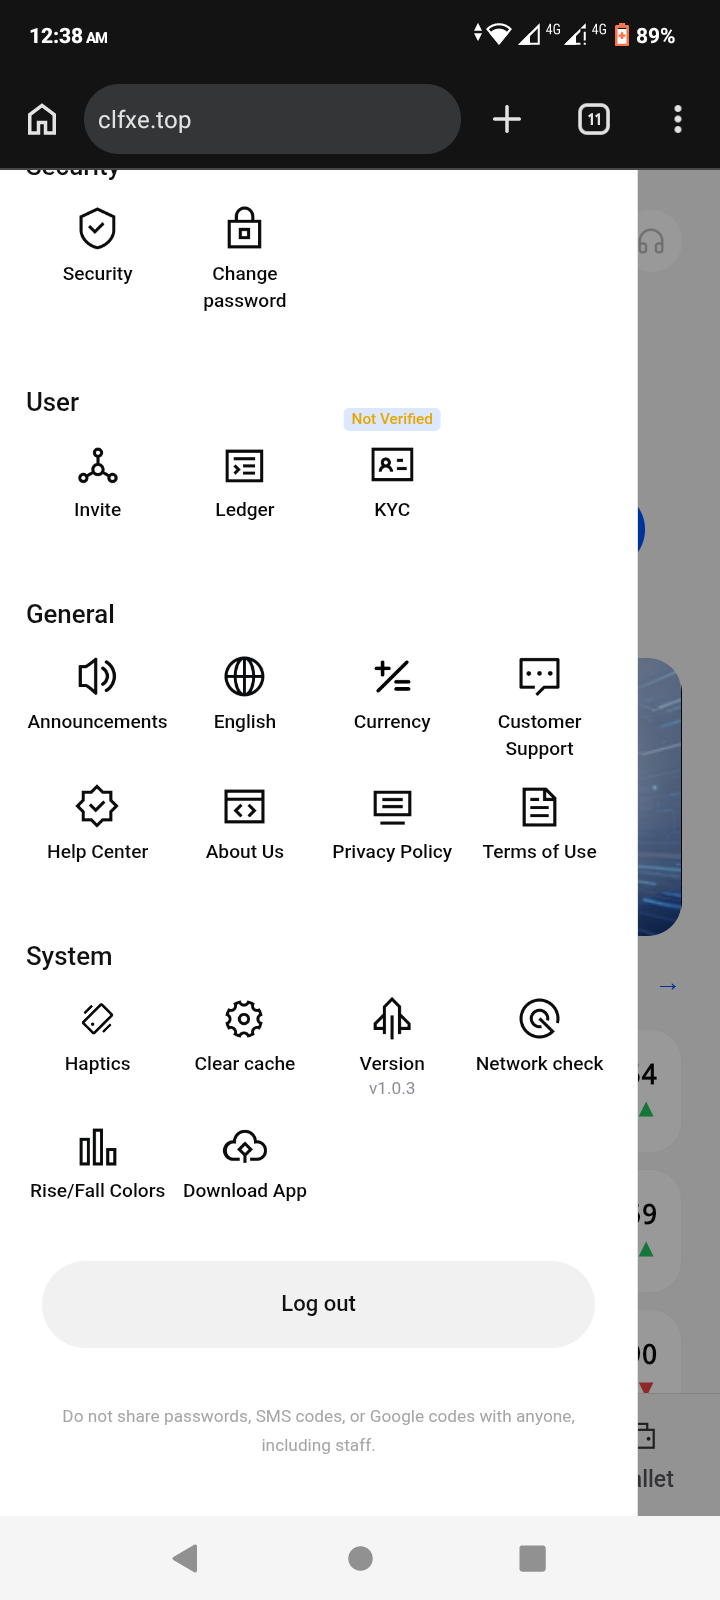 12:38 AM
4G 4G 89%
clfxe.top
11
Security
Security
Change
password
User
Not Verified
Invite
Ledger
KYC
General
Announcements
English
Currency
Customer
Support
Help Center
About Us
Privacy Policy
Terms of Use
System
Haptics
Clear cache
Version
v1.0.3
Network check
Rise/Fall Colors
Download App
Log out
Do not share passwords, SMS codes, or Google codes with anyone,
including staff.